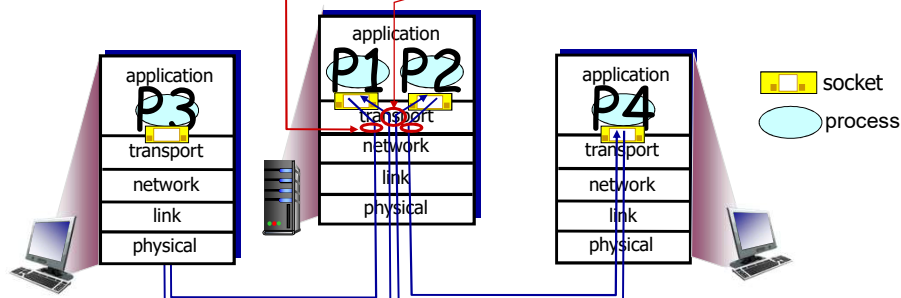 application
P3
transport
network
link
physical
application
P1 P2
transport
network
link
physical
application
P4
transport
network
link
physical
socket
process